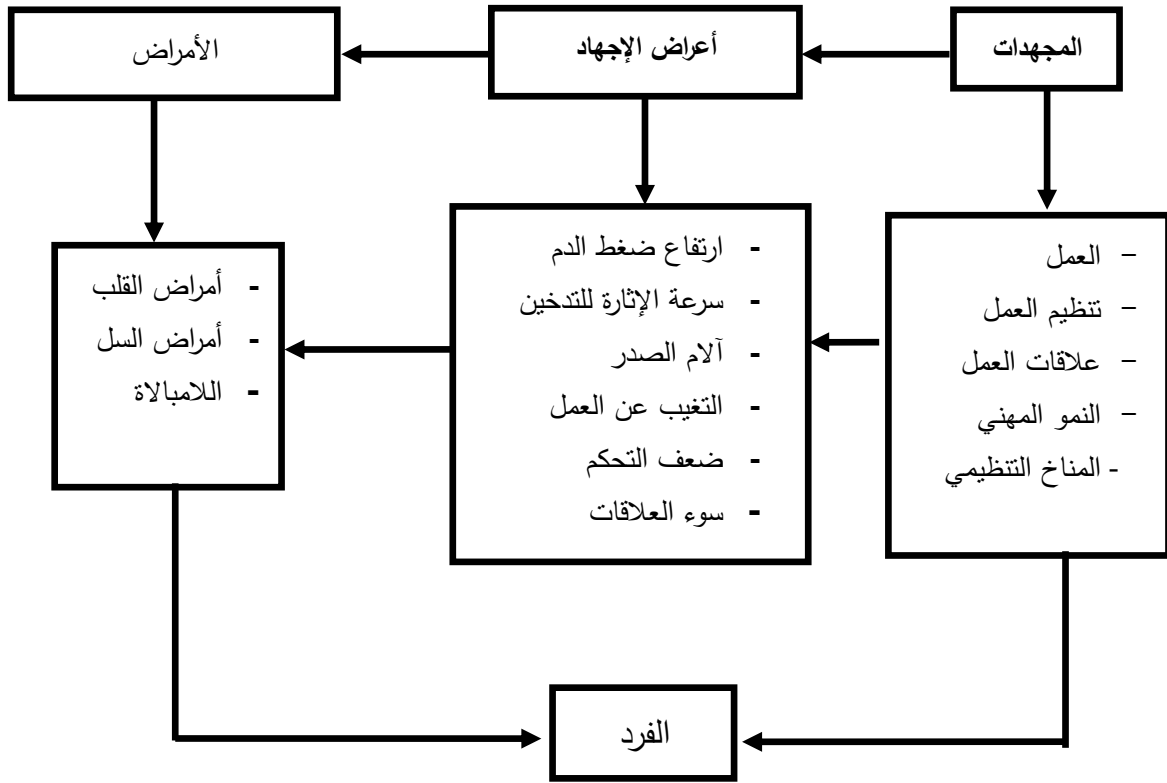 المجهدات
أعراض الإجهاد
الأمراض
– العمل
– تنظيم العمل
– علاقات العمل
– النمو المهني
- المناخ التنظيمي
- ارتفاع ضغط الدم
- سرعة الإثارة للتدخين
- آلام الصدر
- التغيب عن العمل
- ضعف التحكم
- سوء العلاقات
- أمراض القلب
- أمراض السل
- اللامبالاة
الفرد